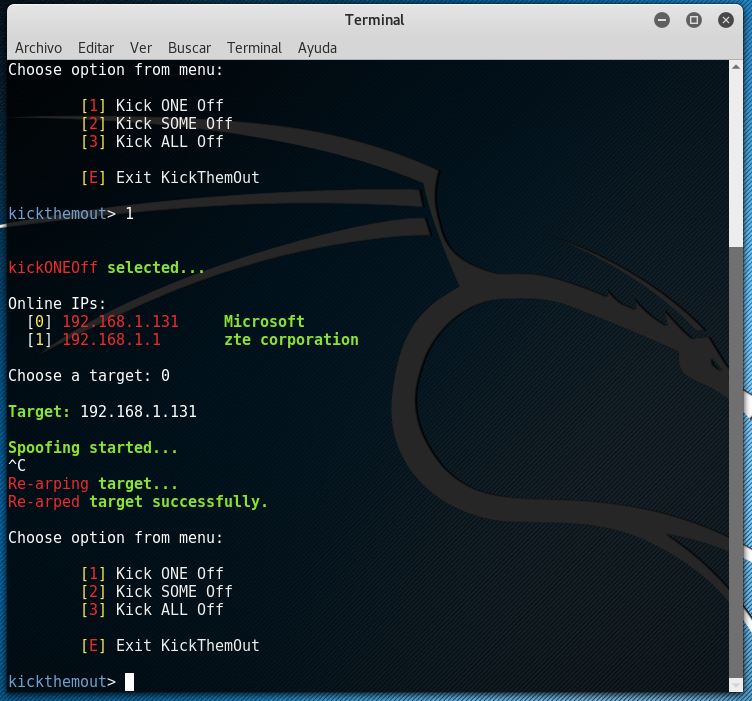 Terminal
Archivo Editar Ver Buscar Terminal Ayuda
Choose option from menu:
[1] Kick ONE Off
[2] Kick SOME Off
[3] Kick ALL Off
[E] Exit KickThemOut
kickthemout> 1
kickONEOff selected...
Online IPs:
[0] 192.168.1.131 Microsoft
[1] 192.168.1.1 zte corporation
Choose a target: 0
Target: 192.168.1.131
Spoofing started...
^C
Re-arping target...
Re-arped target successfully.
Choose option from menu:
[1] Kick ONE Off
[2] Kick SOME Off
[3] Kick ALL Off
[E] Exit KickThemOut
kickthemout>